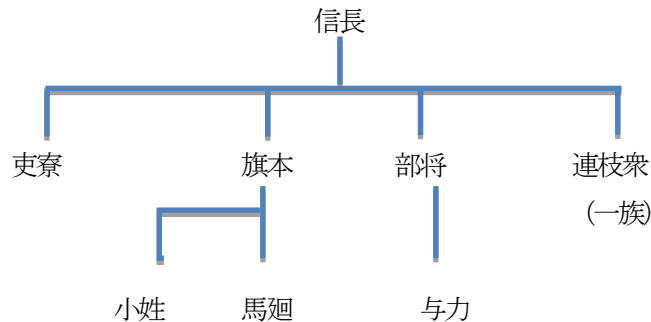 信長
吏寮 旗本 部将 連枝衆
(一族)
小姓 馬廻 与力